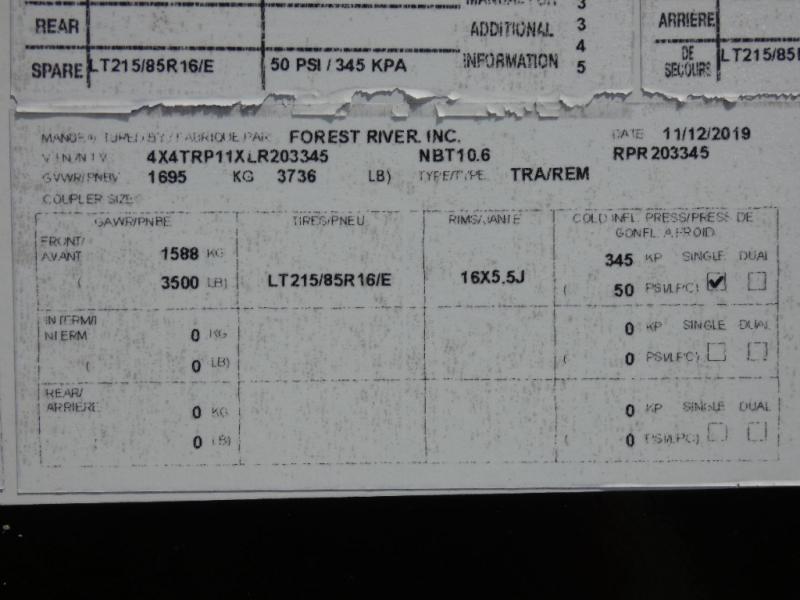 3
REAR
ADDITIONAL 3
4
SPARE LT215/85R16/E 50 PSI / 345 KPA INFORMATION 5
ARRIÈRE
DE
SECOURS LT215/85
FOREST RIVER, INC. DATE 11/12/2019
4X4TRP11XLR203345 NBT10.6 RPR203345
GVWR/PNBV 1695 KG 3736 LB) TYPE/TYPE TRA/REM
COUPLER SIZE
GAWR/PNBE TIRES/PNEU RIMS/JANTE COLD INFL. PRESS/PRESS DE
GONFL. A FROID
FRONT/
AVANT 1588 KG 345 KP SINGLE DUAL
( 3500 LB) LT215/85R16/E 16X5.5J ( 50 PSI/LPC) ✔
INTERM/
INTERM 0 KG 0 KP SINGLE DUAL
( 0 LB) ( 0 PSI/LPC)
REAR/
ARRIERE 0 KG 0 KP SINGLE DUAL
0 LB) ( 0 PSI/LPC)